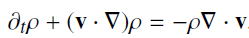 ∂ₜρ + (𝐯 · ∇)ρ = −ρ∇ · 𝐯